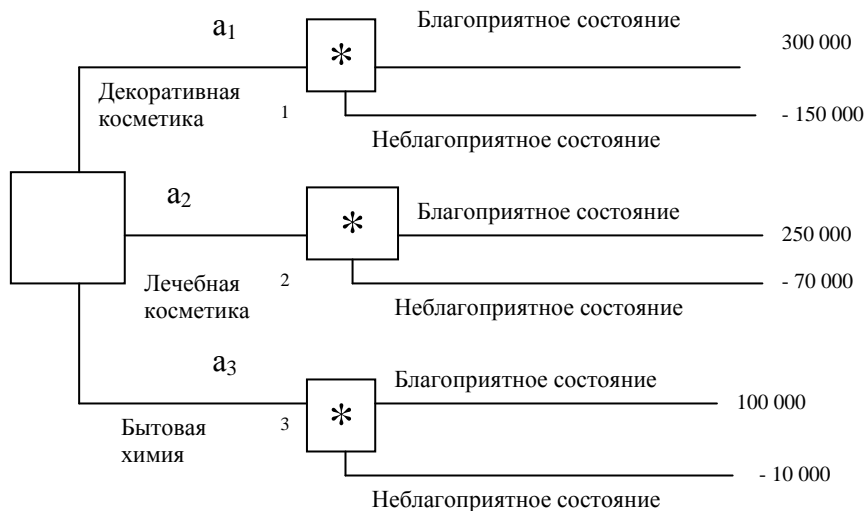 a1
Благоприятное состояние
300 000
*
Декоративная
косметика
1
- 150 000
Неблагоприятное состояние
a2
Благоприятное состояние
*
250 000
Лечебная
косметика
2
- 70 000
Неблагоприятное состояние
a3
Благоприятное состояние
*
100 000
Бытовая
химия
3
- 10 000
Неблагоприятное состояние